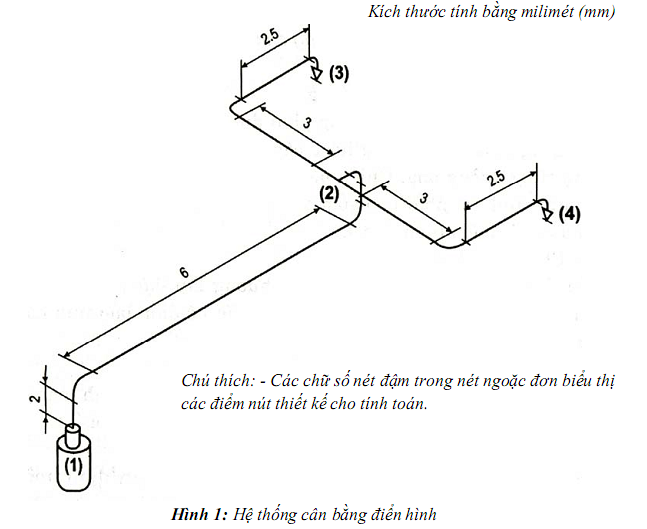 Kích thước tính bằng milimét (mm)
2.5
(3)
3
(2)
3
2.5
(4)
6
2
(1)
Chú thích: - Các chữ số nét đậm trong nét ngoặc đơn biểu thị
các điểm nút thiết kế cho tính toán.
Hình 1: Hệ thống cân bằng điển hình